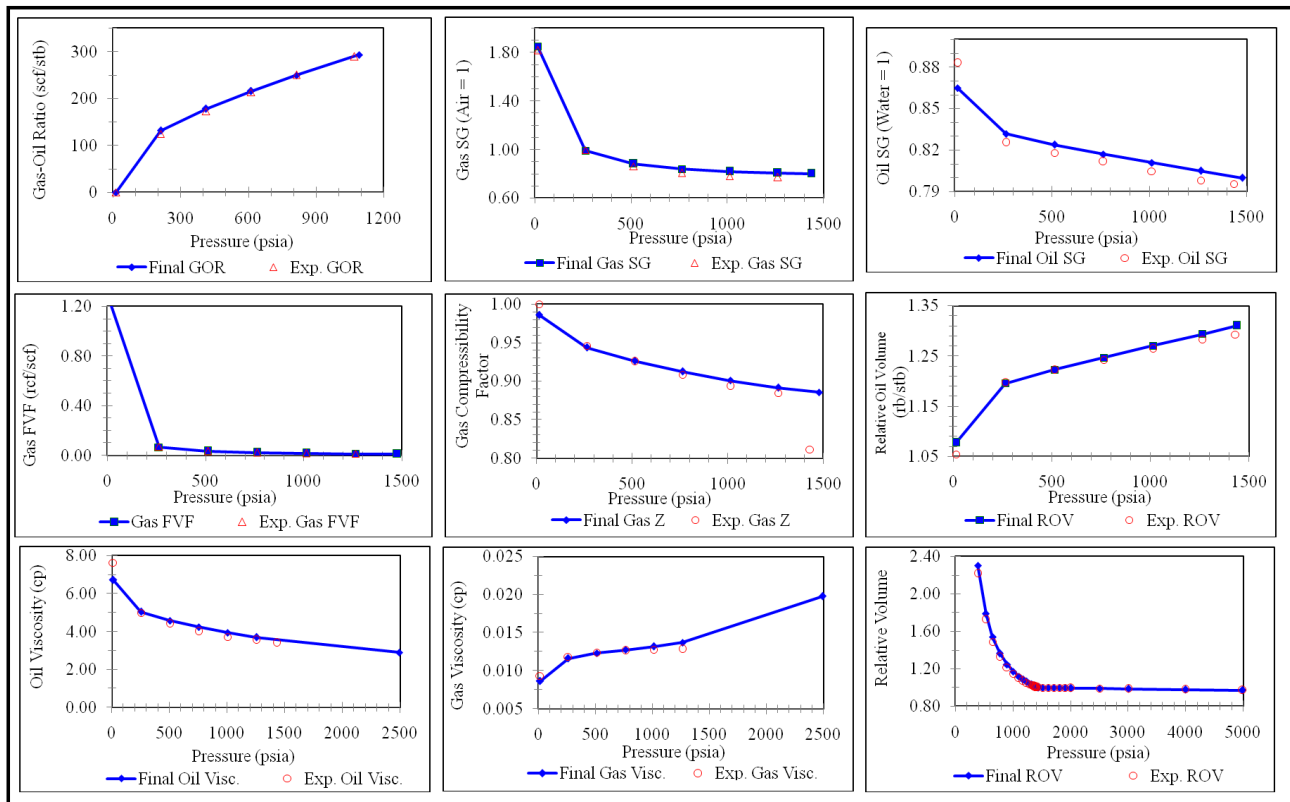 Gas-Oil Ratio (scf/stb)
300
200
100
0
0 300 600 900 1200
Pressure (psia)
Final GOR Exp. GOR
Gas SG (Air = 1)
1.80
1.40
1.00
0.60
0 500 1000 1500
Pressure (psia)
Final Gas SG Exp. Gas SG
Oil SG (Water = 1)
0.88
0.85
0.82
0.79
0 500 1000 1500
Pressure (psia)
Final Oil SG Exp. Oil SG
Gas FVF (rcf/scf)
1.20
0.80
0.40
0.00
0 500 1000 1500
Pressure (psia)
Gas FVF Exp. Gas FVF
Gas Compressibility
Factor
1.00
0.95
0.90
0.85
0.80
0 500 1000 1500
Pressure (psia)
Final Gas Z Exp. Gas Z
Relative Oil Volume
(rb/stb)
1.35
1.25
1.15
1.05
0 500 1000 1500
Pressure (psia)
Final ROV Exp. ROV
Oil Viscosity (cp)
8.00
6.00
4.00
2.00
0.00
0 500 1000 1500 2000 2500
Pressure (psia)
Final Oil Visc. Exp. Oil Visc.
Gas Viscosity (cp)
0.025
0.020
0.015
0.010
0.005
0 500 1000 1500 2000 2500
Pressure (psia)
Final Gas Visc. Exp. Gas Visc.
Relative Volume
2.40
2.00
1.60
1.20
0.80
0 1000 2000 3000 4000 5000
Pressure (psia)
Final ROV Exp. ROV